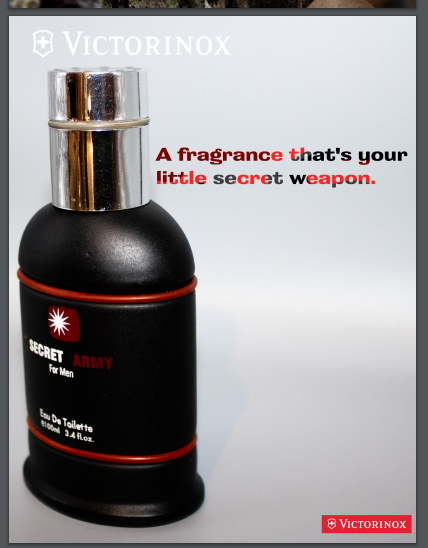 VICTORINOX
A fragrance that's your
little secret weapon.
SECRET ARMY
For Men
Eau De Toilette
100ml 3.4 fl.oz.
VICTORINOX